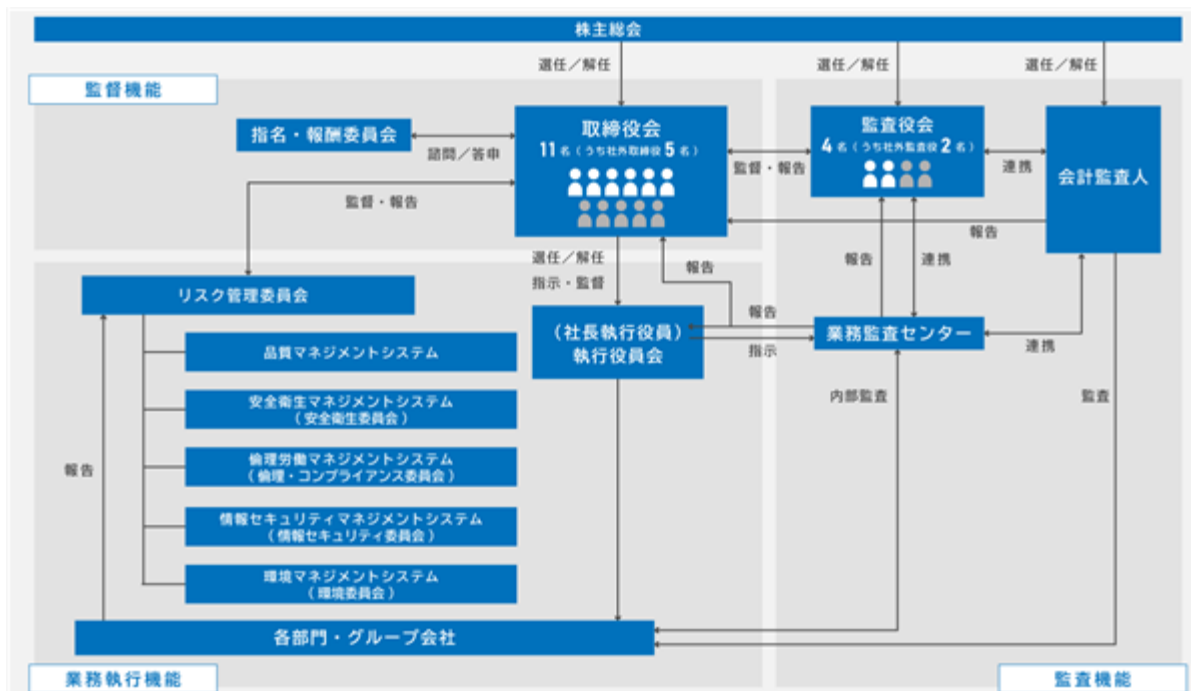 株主総会
選任／解任
選任／解任
選任／解任
監督機能
指名・報酬委員会
諮問／答申
取締役会
11名（うち社外取締役5名）
監督・報告
監査役会
4名（うち社外監査役2名）
連携
会計監査人
監督・報告
報告
選任／解任
指示・監督
報告
報告
連携
リスク管理委員会
（社長執行役員）
執行役員会
報告
指示
業務監査センター
連携
品質マネジメントシステム
安全衛生マネジメントシステム
（安全衛生委員会）
内部監査
監査
倫理労働マネジメントシステム
（倫理・コンプライアンス委員会）
報告
情報セキュリティマネジメントシステム
（情報セキュリティ委員会）
環境マネジメントシステム
（環境委員会）
各部門・グループ会社
業務執行機能
監査機能